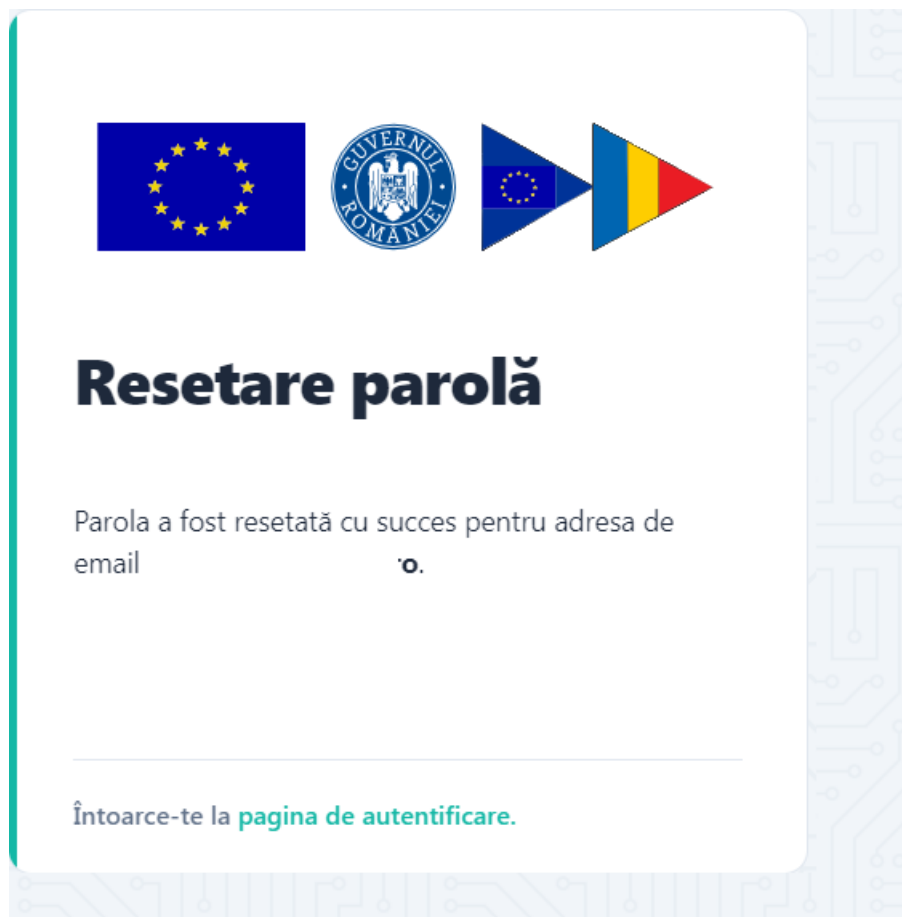 GUVERNUL ROMÂNIEI
Resetare parolă
Parola a fost resetată cu succes pentru adresa de
email o.
Întoarce-te la pagina de autentificare.